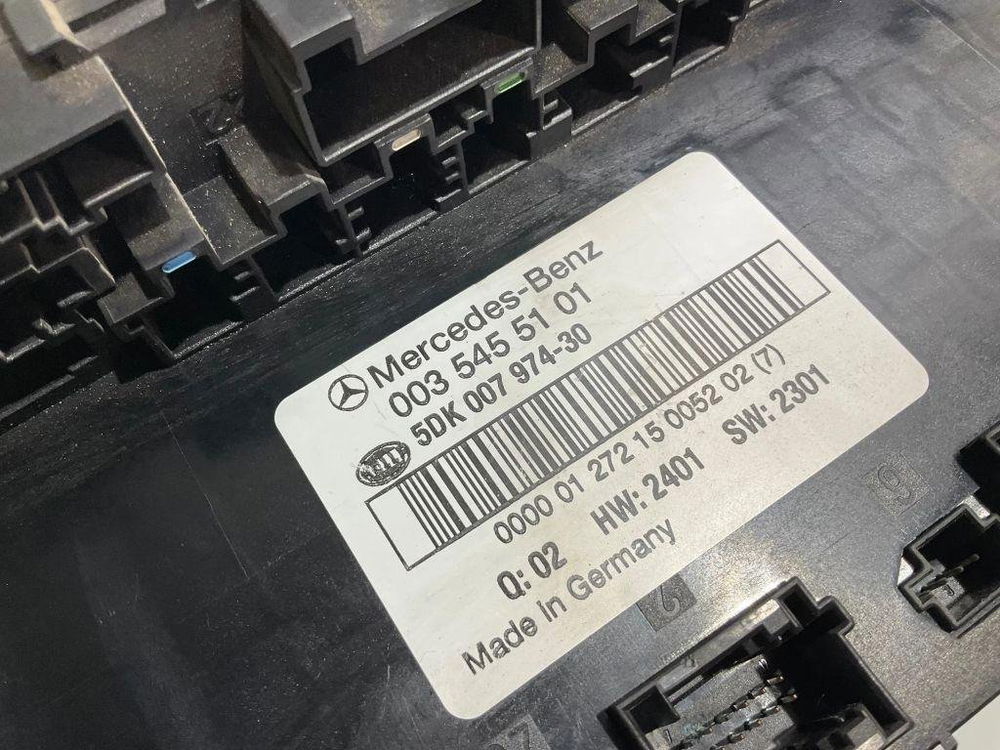 Mercedes-Benz
003 545 51 01
5DK 007 974-30
HELLA
0000 01 272 15 0052 02 (7)
Q: 02 HW: 2401 SW: 2301
Made in Germany